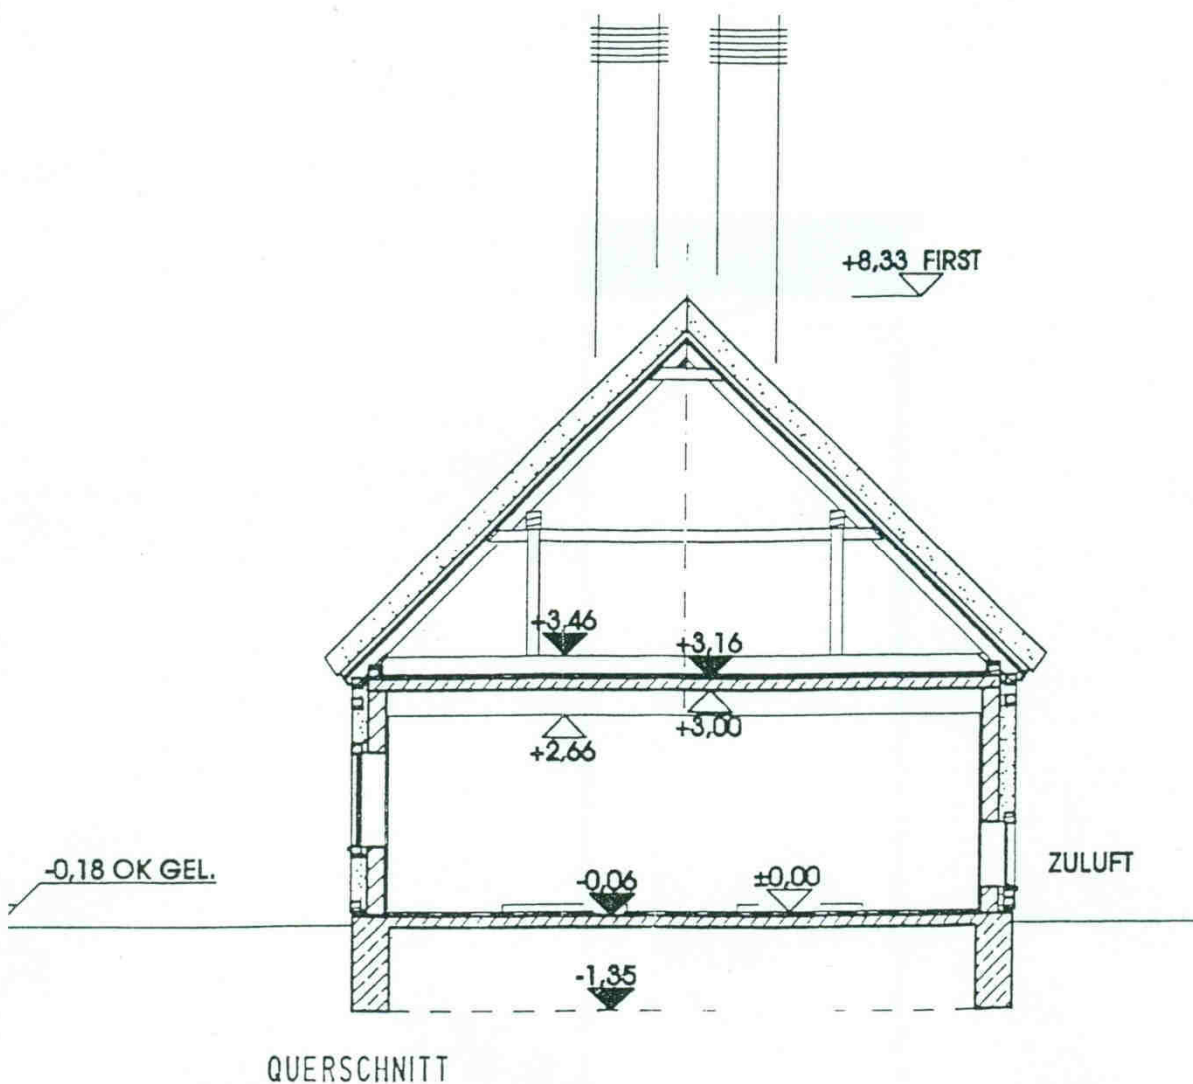 +8,33 FIRST
+3,46
+3,16
+3,00
+2,66
-0,18 OK GEL.
-0,06
±0,00
ZULUFT
-1,35
QUERSCHNITT